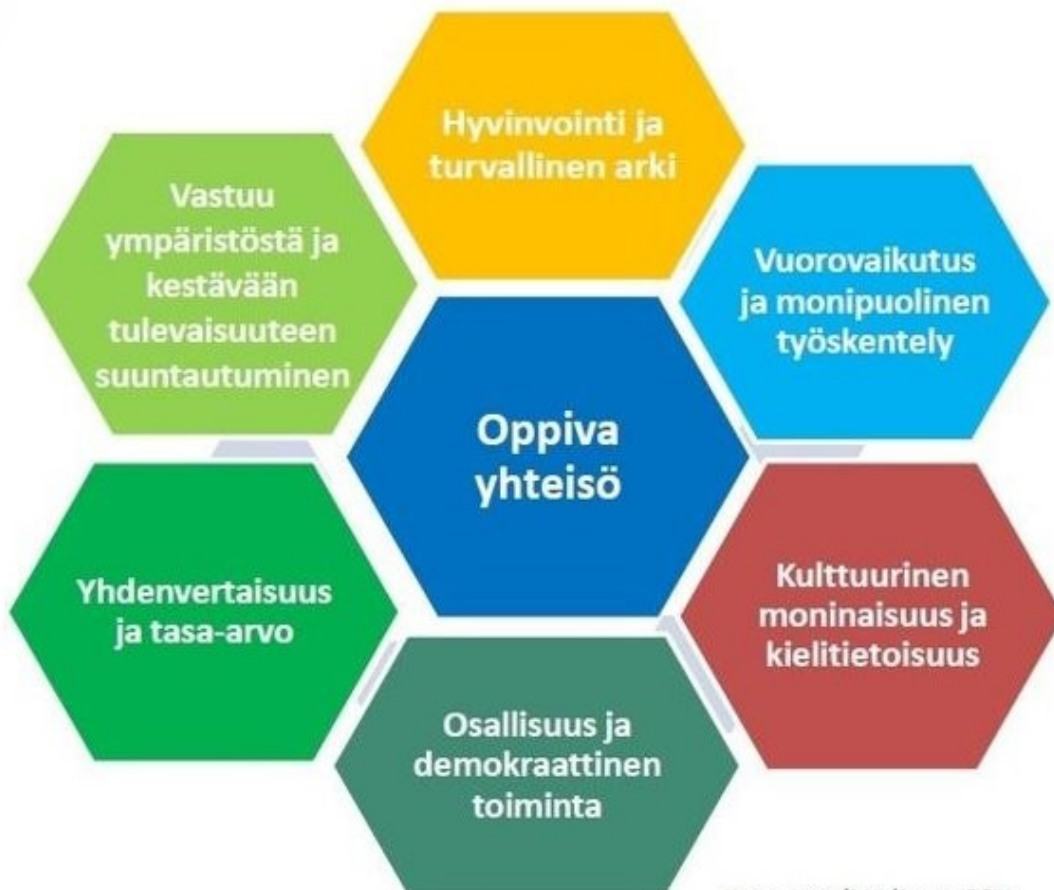 Hyvinvointi ja
turvallinen arki
Vastuu
ympäristöstä ja
kestävään
tulevaisuuteen
suuntautuminen
Vuorovaikutus
ja monipuolinen
työskentely
Oppiva
yhteisö
Yhdenvertaisuus
ja tasa-arvo
Kulttuurinen
moninaisuus ja
kielitietoisuus
Osallisuus ja
demokraattinen
toiminta